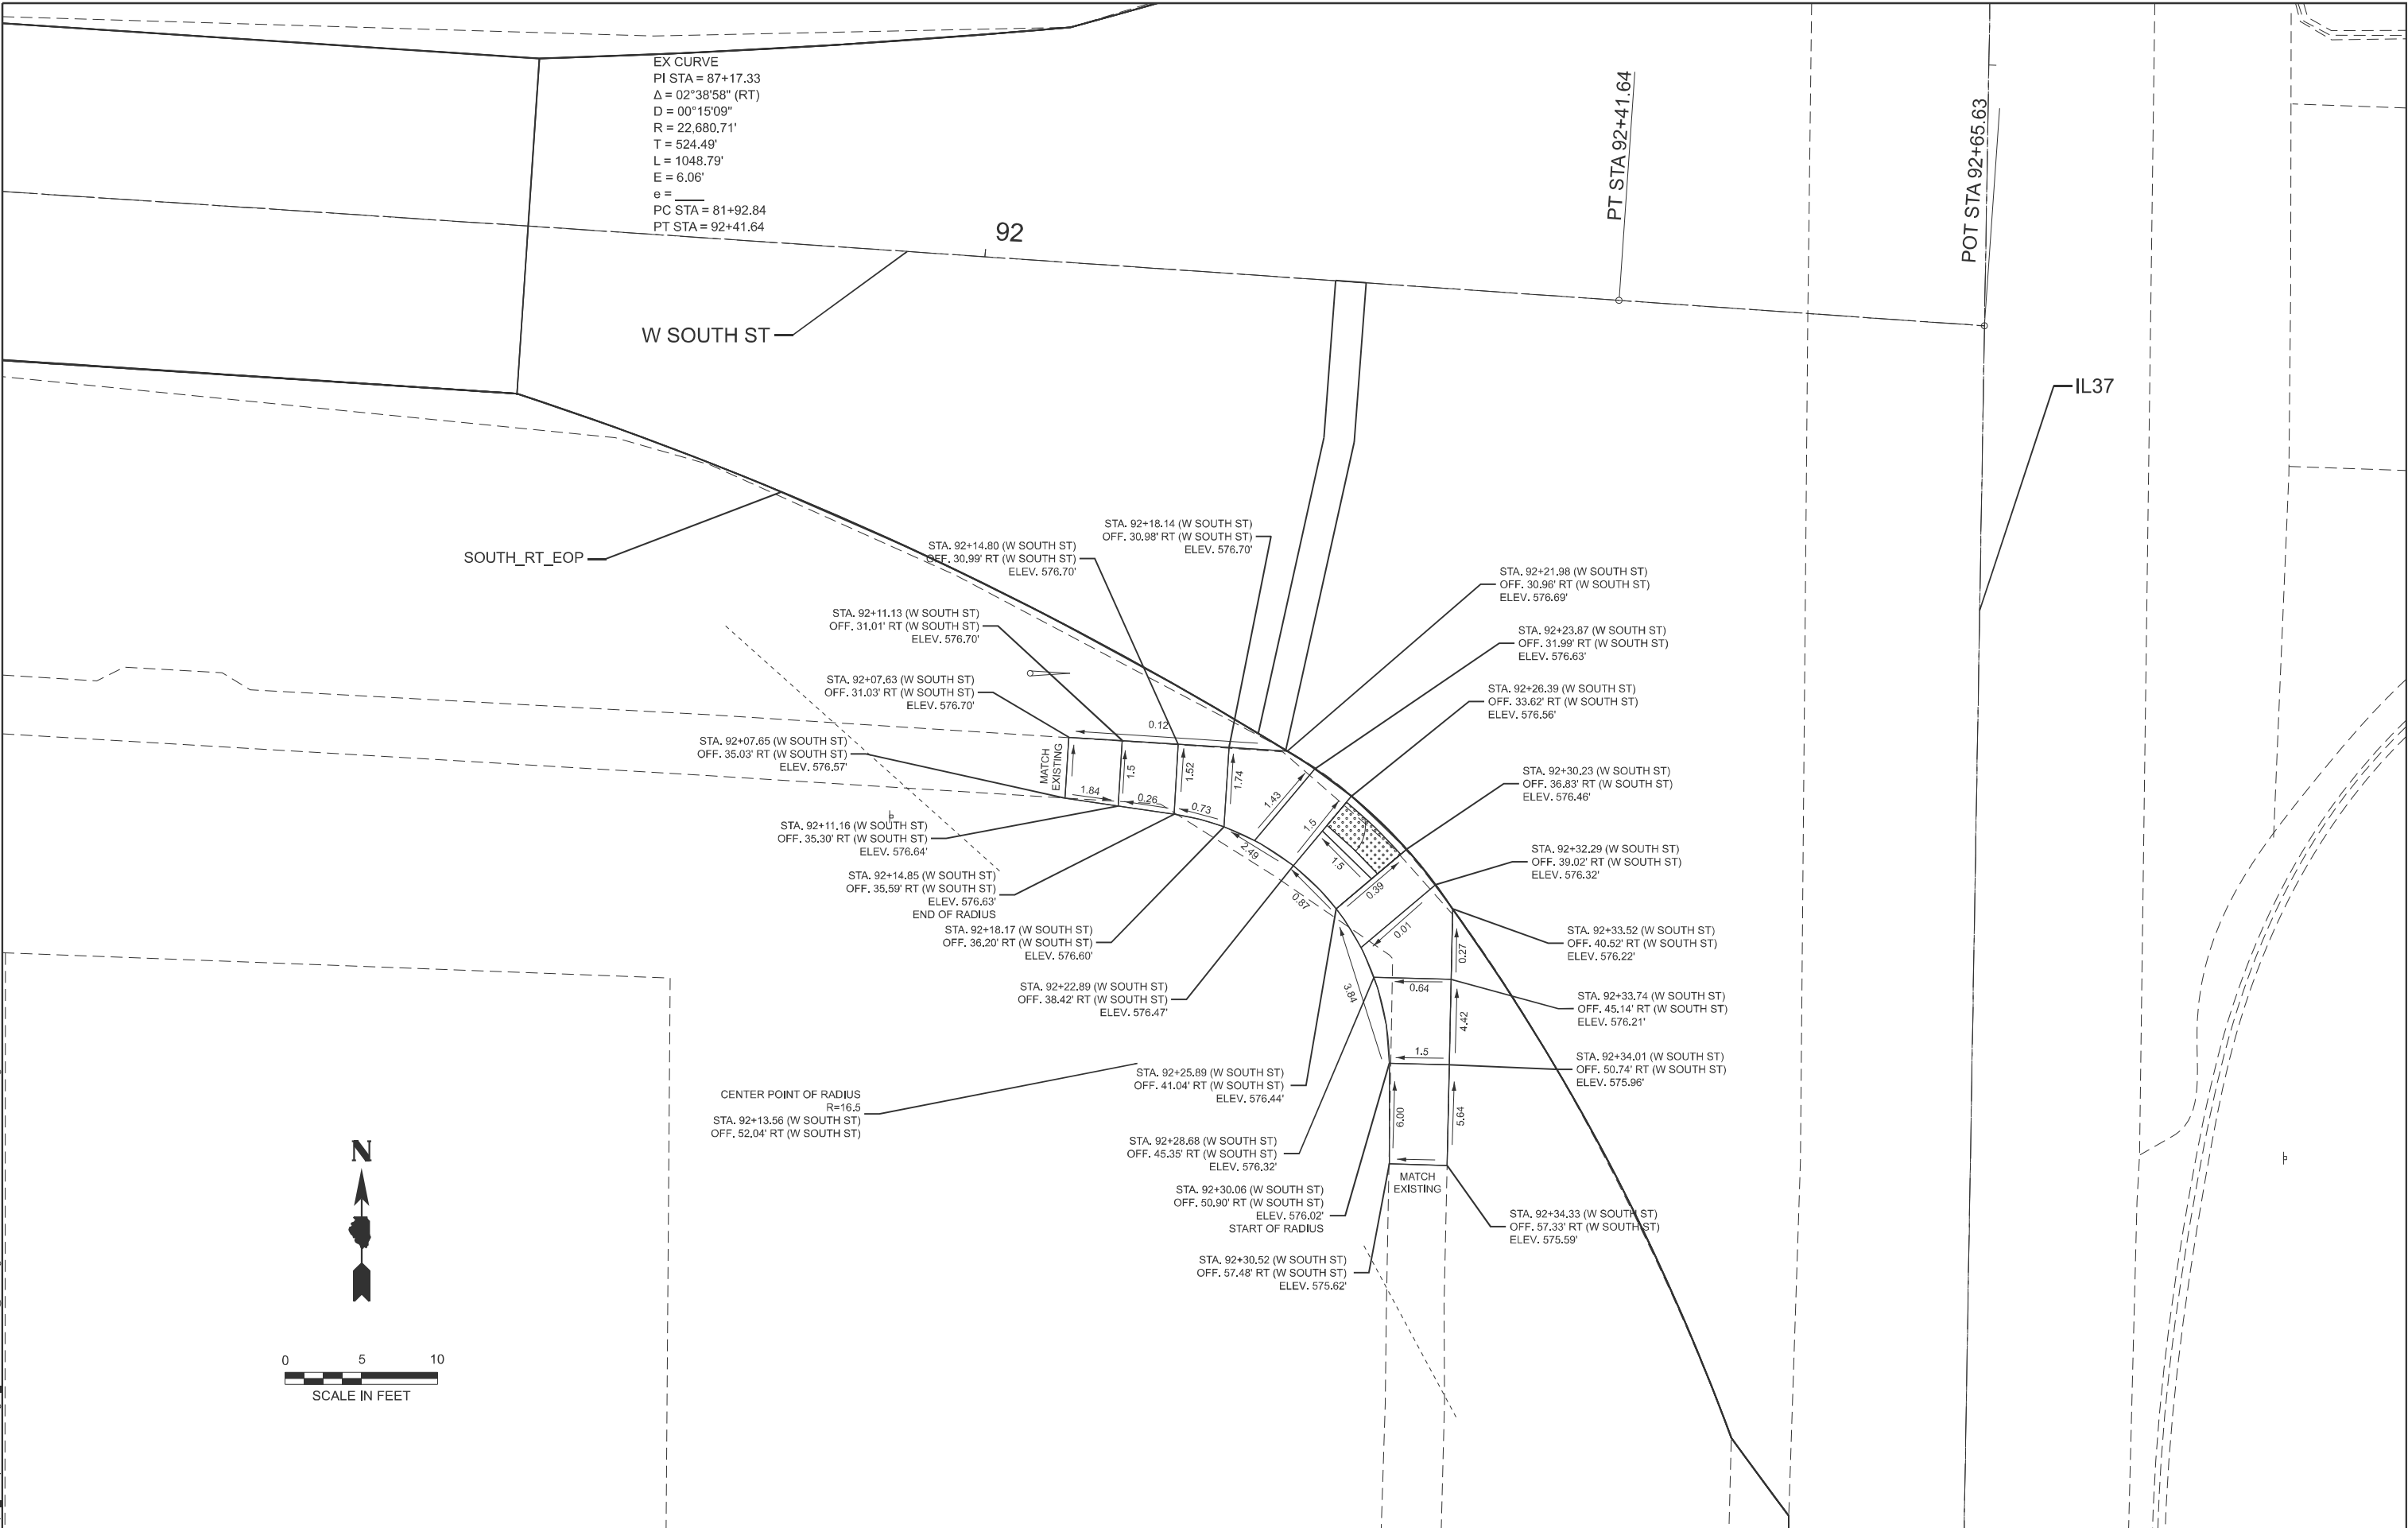 EX CURVE
PI STA = 87+17.33
Δ = 02°38'58" (RT)
D = 00°15'09"
R = 22,680.71'
T = 524.49'
L = 1048.79'
E = 6.06'
e = ____
PC STA = 81+92.84
PT STA = 92+41.64
92
PT STA 92+41.64
POT STA 92+65.63
W SOUTH ST
IL37
SOUTH_RT_EOP
STA. 92+18.14 (W SOUTH ST)
OFF. 30.98' RT (W SOUTH ST)
ELEV. 576.70'
STA. 92+14.80 (W SOUTH ST)
OFF. 30.99' RT (W SOUTH ST)
ELEV. 576.70'
STA. 92+11.13 (W SOUTH ST)
OFF. 31.01' RT (W SOUTH ST)
ELEV. 576.70'
STA. 92+07.63 (W SOUTH ST)
OFF. 31.03' RT (W SOUTH ST)
ELEV. 576.70'
STA. 92+07.65 (W SOUTH ST)
OFF. 35.03' RT (W SOUTH ST)
ELEV. 576.57'
STA. 92+11.16 (W SOUTH ST)
OFF. 35.30' RT (W SOUTH ST)
ELEV. 576.64'
STA. 92+14.85 (W SOUTH ST)
OFF. 35.59' RT (W SOUTH ST)
ELEV. 576.63'
END OF RADIUS
STA. 92+18.17 (W SOUTH ST)
OFF. 36.20' RT (W SOUTH ST)
ELEV. 576.60'
STA. 92+22.89 (W SOUTH ST)
OFF. 38.42' RT (W SOUTH ST)
ELEV. 576.47'
STA. 92+25.89 (W SOUTH ST)
OFF. 41.04' RT (W SOUTH ST)
ELEV. 576.44'
STA. 92+28.68 (W SOUTH ST)
OFF. 45.35' RT (W SOUTH ST)
ELEV. 576.32'
STA. 92+30.06 (W SOUTH ST)
OFF. 50.90' RT (W SOUTH ST)
ELEV. 576.02'
START OF RADIUS
STA. 92+30.52 (W SOUTH ST)
OFF. 57.48' RT (W SOUTH ST)
ELEV. 575.62'
STA. 92+21.98 (W SOUTH ST)
OFF. 30.96' RT (W SOUTH ST)
ELEV. 576.69'
STA. 92+23.87 (W SOUTH ST)
OFF. 31.99' RT (W SOUTH ST)
ELEV. 576.63'
STA. 92+26.39 (W SOUTH ST)
OFF. 33.62' RT (W SOUTH ST)
ELEV. 576.56'
STA. 92+30.23 (W SOUTH ST)
OFF. 36.83' RT (W SOUTH ST)
ELEV. 576.46'
STA. 92+32.29 (W SOUTH ST)
OFF. 39.02' RT (W SOUTH ST)
ELEV. 576.32'
STA. 92+33.52 (W SOUTH ST)
OFF. 40.52' RT (W SOUTH ST)
ELEV. 576.22'
STA. 92+33.74 (W SOUTH ST)
OFF. 45.14' RT (W SOUTH ST)
ELEV. 576.21'
STA. 92+34.01 (W SOUTH ST)
OFF. 50.74' RT (W SOUTH ST)
ELEV. 575.96'
STA. 92+34.33 (W SOUTH ST)
OFF. 57.33' RT (W SOUTH ST)
ELEV. 575.59'
CENTER POINT OF RADIUS
R=16.5
STA. 92+13.56 (W SOUTH ST)
OFF. 52.04' RT (W SOUTH ST)
0.12
MATCH
EXISTING
1.5
1.52
1.74
1.84
0.26
0.73
1.43
1.5
1.5
2.49
0.87
0.39
0.01
0.27
3.84
0.64
4.42
1.5
6.00
5.64
MATCH
EXISTING
N
0 5 10
SCALE IN FEET